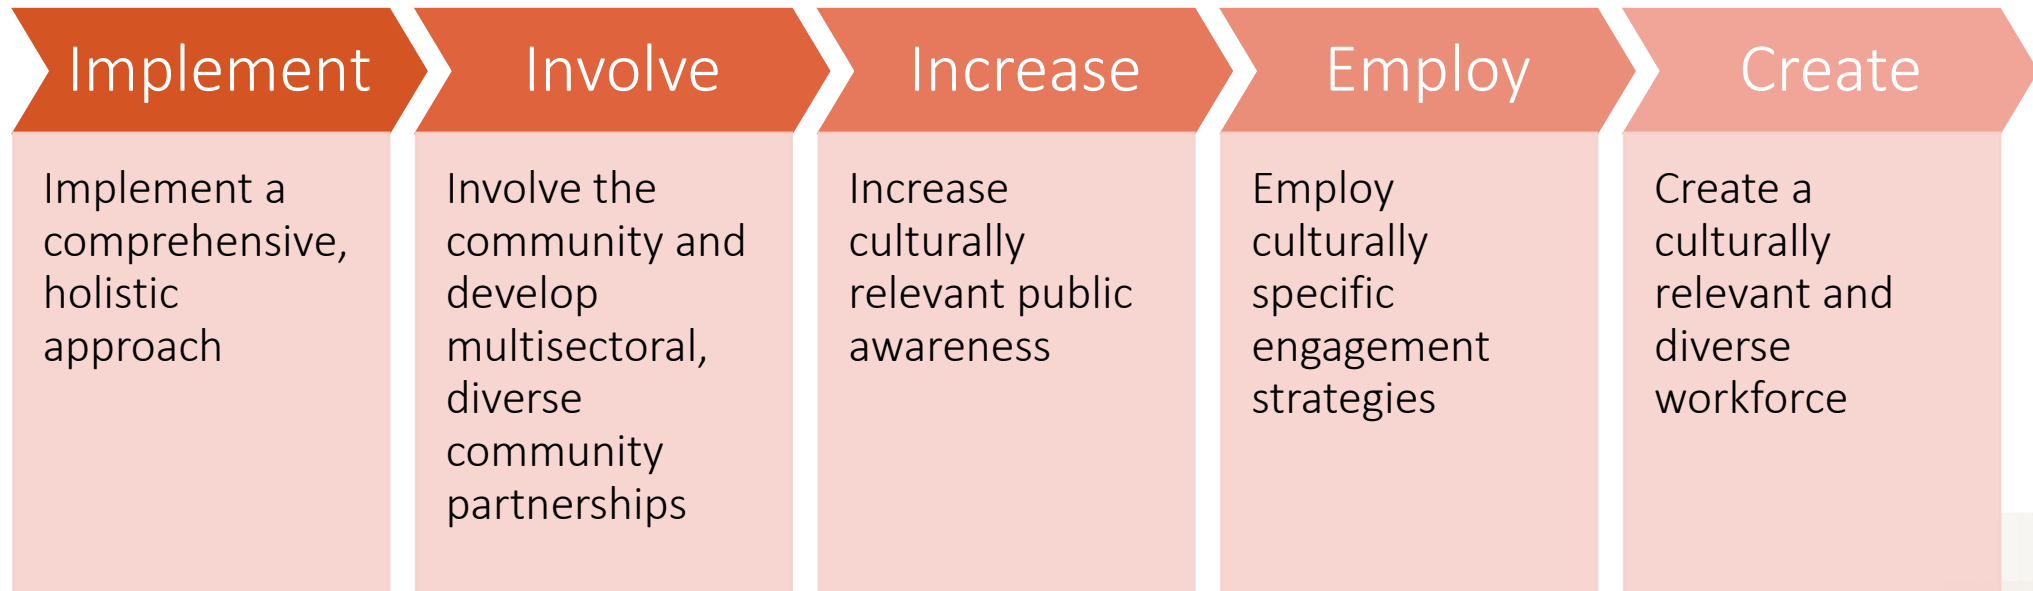 Implement
Implement a
comprehensive,
holistic
approach
Involve
Involve the
community and
develop
multisectoral,
diverse
community
partnerships
Increase
Increase
culturally
relevant public
awareness
Employ
Employ
culturally
specific
engagement
strategies
Create
Create a
culturally
relevant and
diverse
workforce